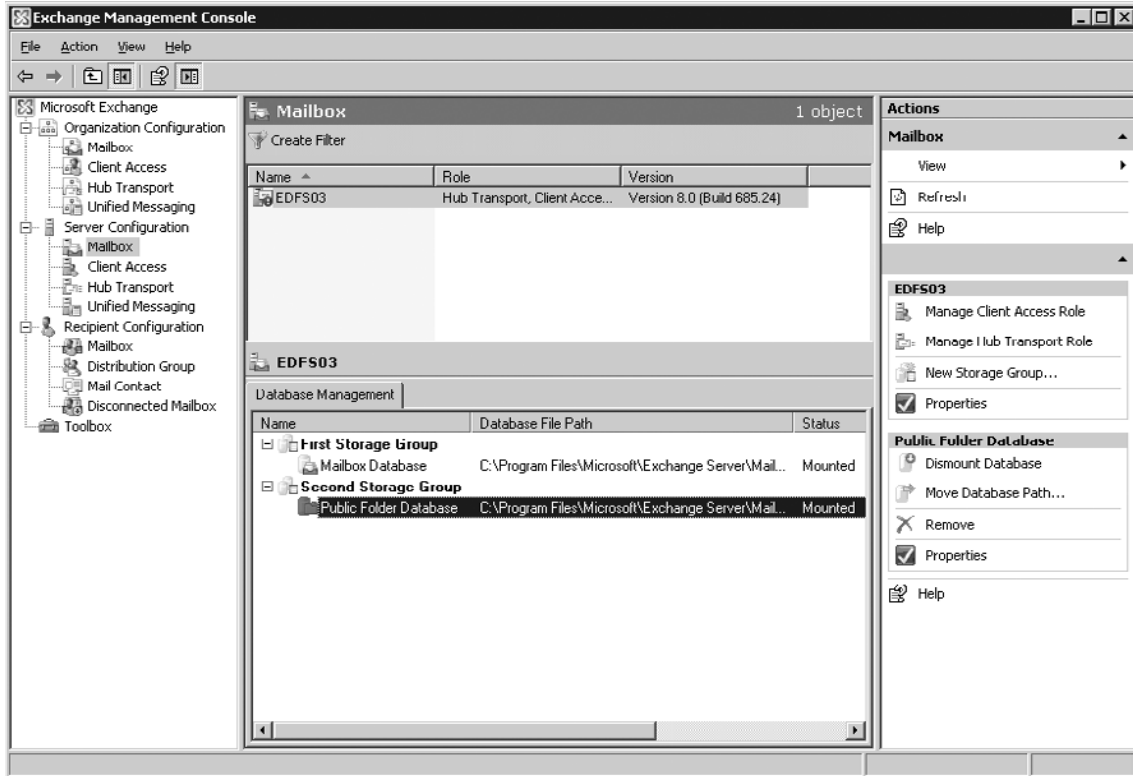 Exchange Management Console
File Action View Help
Microsoft Exchange
Organization Configuration
Mailbox
Client Access
Hub Transport
Unified Messaging
Server Configuration
Mailbox
Client Access
Hub Transport
Unified Messaging
Recipient Configuration
Mailbox
Distribution Group
Mail Contact
Disconnected Mailbox
Toolbox
Mailbox 1 object
Create Filter
Name Role Version
EDFS03 Hub Transport, Client Acce... Version 8.0 (Build 685.24)
EDFS03
Database Management
Name Database File Path Status
First Storage Group
Mailbox Database C:\Program Files\Microsoft\Exchange Server\Mail... Mounted
Second Storage Group
Public Folder Database C:\Program Files\Microsoft\Exchange Server\Mail... Mounted
Actions
Mailbox
View
Refresh
Help
EDFS03
Manage Client Access Role
Manage Hub Transport Role
New Storage Group...
Properties
Public Folder Database
Dismount Database
Move Database Path...
Remove
Properties
Help